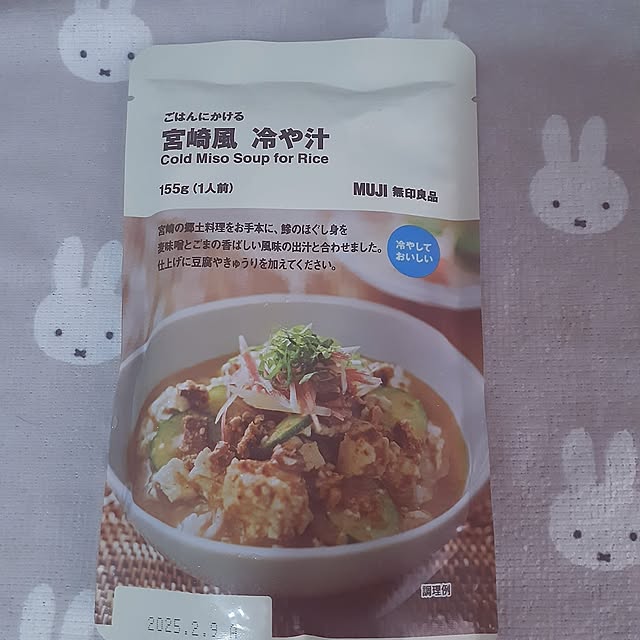 ごはんにかける
宮崎風 冷や汁
Cold Miso Soup for Rice
155g(1人前)
MUJI 無印良品
宮崎の郷土料理をお手本に、鯵のほぐし身を
麦味噌とごまの香ばしい風味の出汁と合わせました。
仕上げに豆腐やきゅうりを加えてください。
冷やして
おいしい
調理例
2025.2.9